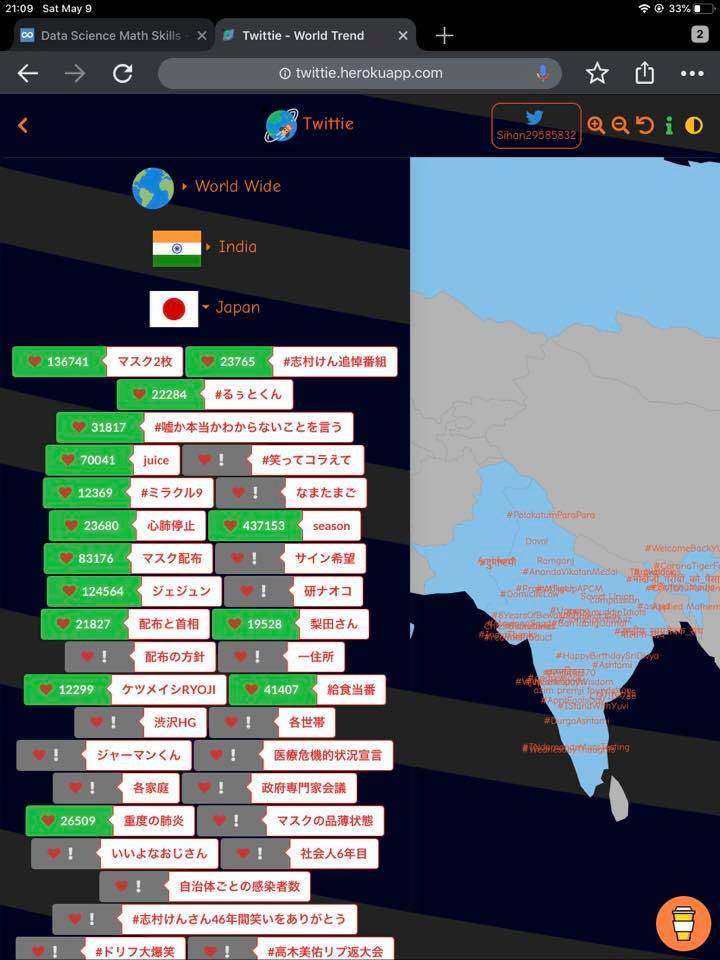 21:09 Sat May 9 33%
Data Science Math Skills - Twittie - World Trend 2
twittie.herokuapp.com
Twittie
Sihan29585832
World Wide
India
Japan
136741 マスク2枚 23765 #志村けん追悼番組
22284 #るぅとくん
31817 #嘘か本当かわからないことを言う
70041 juice ! #笑ってコラえて
12369 #ミラクル9 ! なまたまご
23680 心肺停止 437153 season
83176 マスク配布 ! サイン希望
124564 ジェジュン ! 研ナオコ
21827 配布と首相 19528 梨田さん
! 配布の方針 ! 一住所
12299 ケツメイシRYOJI 41407 給食当番
! 渋沢HG ! 各世帯
! ジャーマンくん ! 医療危機的状況宣言
! 各家庭 ! 政府専門家会議
26509 重度の肺炎 ! マスクの品薄状態
! いいよなおじさん ! 社会人6年目
! 自治体ごとの感染者数
! #志村けんさん46年間笑いをありがとう
! #ドリフ大爆笑 ! #高木美佑リプ返大会
#PolakatumParaPara
Daval
Ramganj
#AnandaVikatanMedai
Soviet Union
#HappyBirthdySriDivya
#Ashtami
azim premji foundation
#IStandWithYuvi
#DurgaAshtami